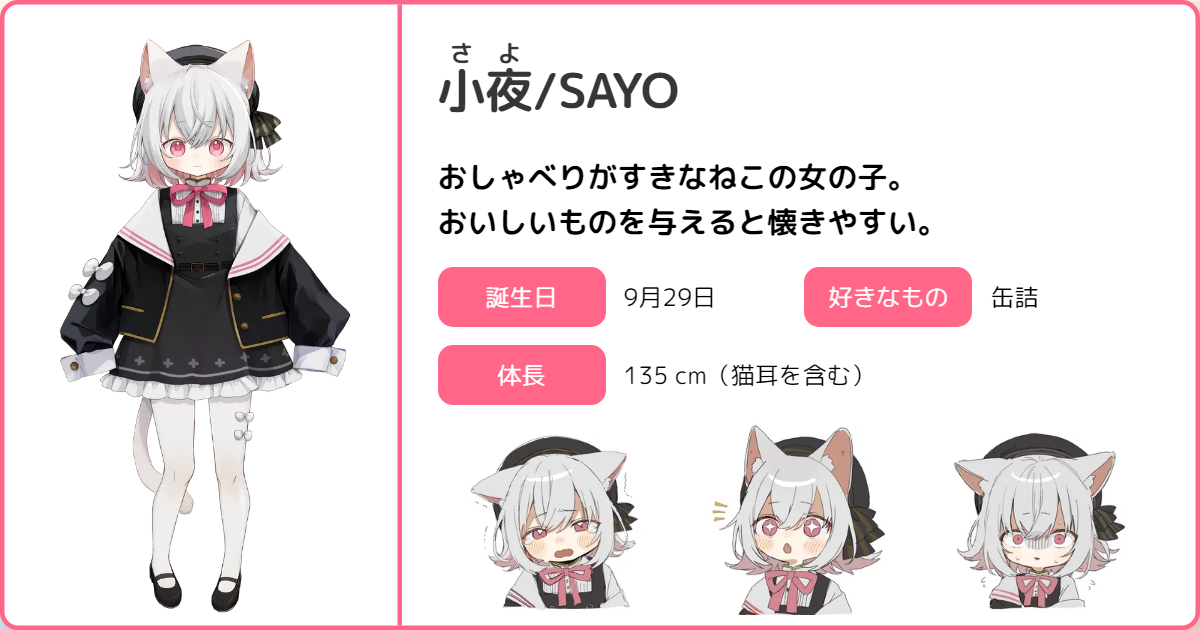 さよ
小夜/SAYO
おしゃべりがすきなねこの女の子。
おいしいものを与えると懐きやすい。
誕生日 9月29日 好きなもの 缶詰
体長 135 cm（猫耳を含む）